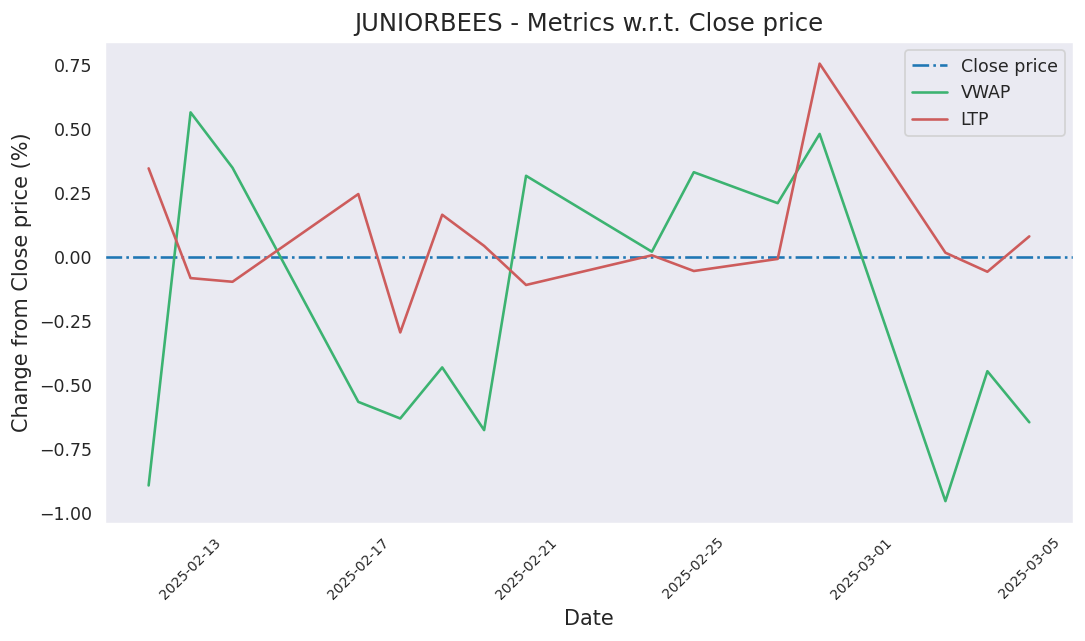 JUNIORBEES - Metrics w.r.t. Close price
Close price
VWAP
LTP
Change from Close price (%)
0.75
0.50
0.25
0.00
−0.25
−0.50
−0.75
−1.00
2025-02-13
2025-02-17
2025-02-21
2025-02-25
2025-03-01
2025-03-05
Date